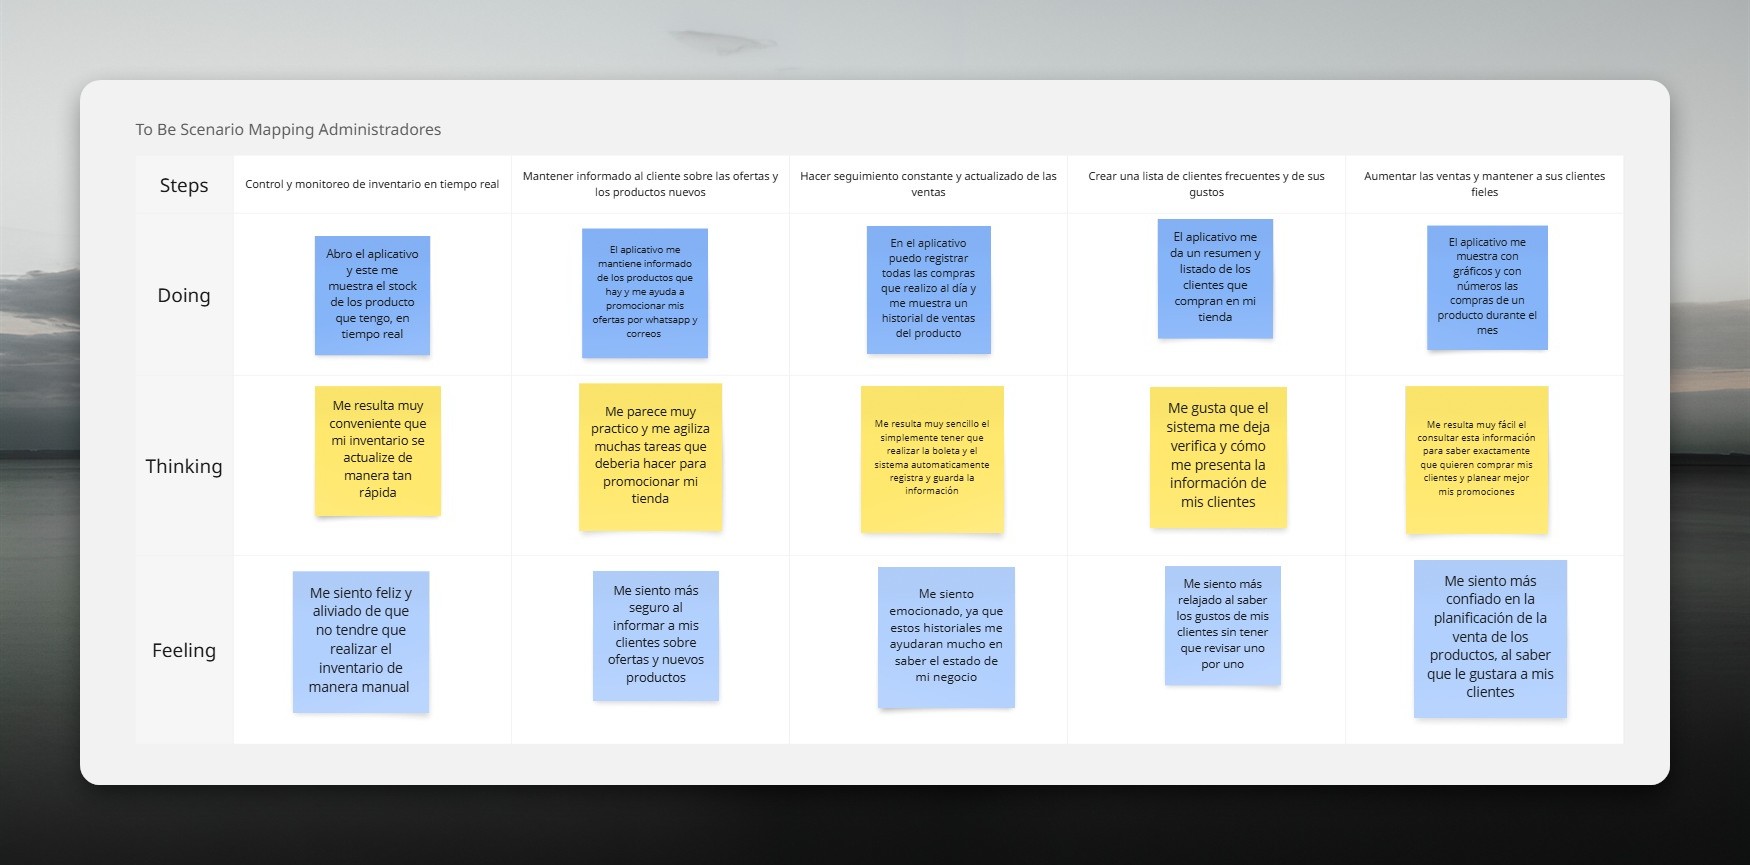 To Be Scenario Mapping Administradores
Steps
Control y monitoreo de inventario en tiempo real
Mantener informado al cliente sobre las ofertas y
los productos nuevos
Hacer seguimiento constante y actualizado de las
ventas
Crear una lista de clientes frecuentes y de sus
gustos
Aumentar las ventas y mantener a sus clientes
fieles
Doing
Abro el aplicativo
y este me
muestra el stock
de los producto
que tengo, en
tiempo real
El aplicativo me
mantiene informado
de los productos que
hay y me ayuda a
promocionar mis
ofertas por whatsapp y
correos
En el aplicativo
puedo registrar
todas las compras
que realizo al día y
me muestra un
historial de ventas
del producto
El aplicativo me
da un resumen y
listado de los
clientes que
compran en mi
tienda
El aplicativo me
muestra con
gráficos y con
números las
compras de un
producto durante el
mes
Thinking
Me resulta muy
conveniente que
mi inventario se
actualize de
manera tan
rápida
Me parece muy
practico y me agiliza
muchas tareas que
deberia hacer para
promocionar mi
tienda
Me resulta muy sencillo el
simplemente tener que
realizar la boleta y el
sistema automaticamente
registra y guarda la
información
Me gusta que el
sistema me deja
verifica y cómo
me presenta la
información de
mis clientes
Me resulta muy fácil el
consultar esta información
para saber exactamente
que quieren comprar mis
clientes y planear mejor
mis promociones
Feeling
Me siento feliz y
aliviado de que
no tendre que
realizar el
inventario de
manera manual
Me siento más
seguro al
informar a mis
clientes sobre
ofertas y nuevos
productos
Me siento
emocionado, ya que
estos historiales me
ayudaran mucho en
saber el estado de
mi negocio
Me siento más
relajado al saber
los gustos de mis
clientes sin tener
que revisar uno
por uno
Me siento más
confiado en la
planificación de la
venta de los
productos, al saber
que le gustara a mis
clientes